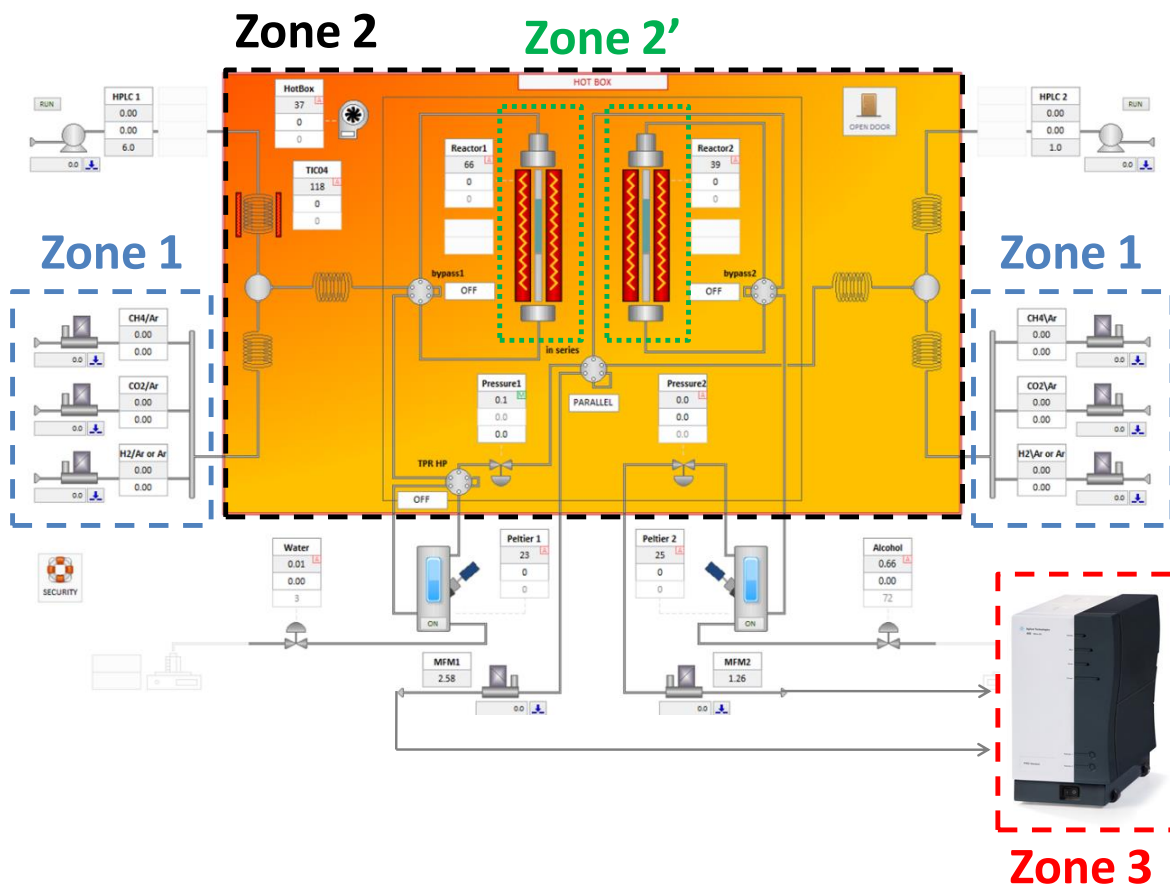 Zone 2
Zone 2’
HOT BOX
RUN
HPLC 1
0.00
0.00
6.0
0.0
HotBox
37
0
0
TIC04
118
0
0
Reactor1
66
0
0
Reactor2
39
0
0
OPEN DOOR
HPLC 2
0.00
0.00
1.0
RUN
0.0
Zone 1
Zone 1
CH4/Ar
0.00
0.00
0.0
CO2/Ar
0.00
0.00
0.0
H2/Ar or Ar
0.00
0.00
0.0
bypass1
OFF
bypass2
OFF
in series
PARALLEL
Pressure1
0.1
0.0
0.0
Pressure2
0.0
0.0
0.0
TPR HP
OFF
CH4\Ar
0.00
0.00
0.0
CO2\Ar
0.00
0.00
0.0
H2\Ar or Ar
0.00
0.00
0.0
SECURITY
Water
0.01
0.00
3
ON
Peltier 1
23
0
0
Peltier 2
25
0
0
ON
Alcohol
0.66
0.00
72
MFM1
2.58
0.0
MFM2
1.26
0.0
Agilent Technologies
Zone 3